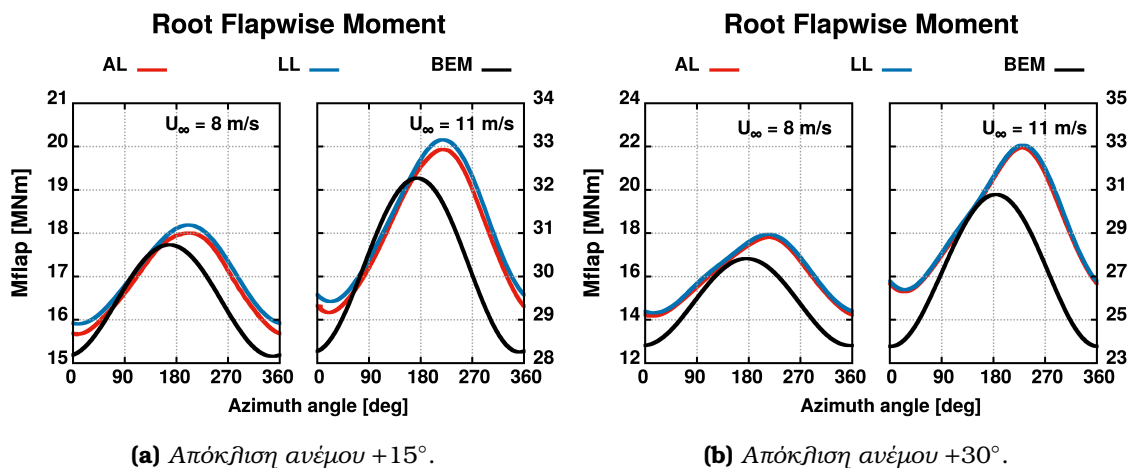 Root Flapwise Moment
AL LL BEM
21 20 19 18 17 16 15
Mflap [MNm]
U∞ = 8 m/s
0 90 180 270 360
U∞ = 11 m/s
34 33 32 31 30 29 28
0 90 180 270 360
Azimuth angle [deg]
(a) Απόκλιση ανέμου +15°.
Root Flapwise Moment
AL LL BEM
24 22 20 18 16 14 12
Mflap [MNm]
U∞ = 8 m/s
0 90 180 270 360
U∞ = 11 m/s
35 33 31 29 27 25 23
0 90 180 270 360
Azimuth angle [deg]
(b) Απόκλιση ανέμου +30°.